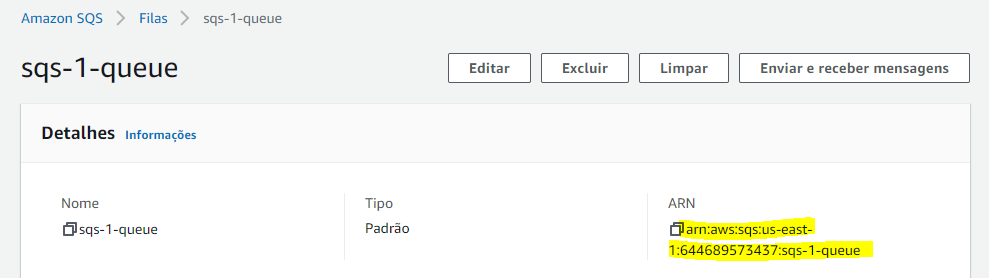 Amazon SQS > Filas > sqs-1-queue
sqs-1-queue
Editar Excluir Limpar Enviar e receber mensagens
Detalhes Informações
Nome Tipo ARN
sqs-1-queue Padrão arn:aws:sqs:us-east-
1:644689573437:sqs-1-queue